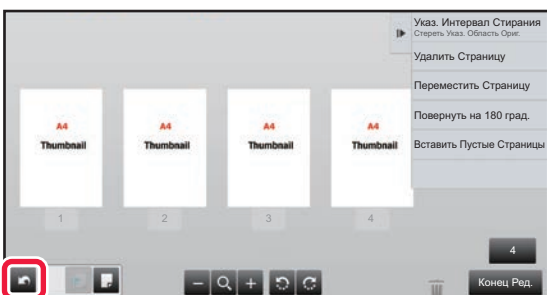 Указ. Интервал Стирания
Стереть Указ. Область Ориг.
Удалить Страницу
Переместить Страницу
Повернуть на 180 град.
Вставить Пустые Страницы
A4 A4 A4 A4
Thumbnail Thumbnail Thumbnail Thumbnail
1 2 3 4
4
Конец Ред.